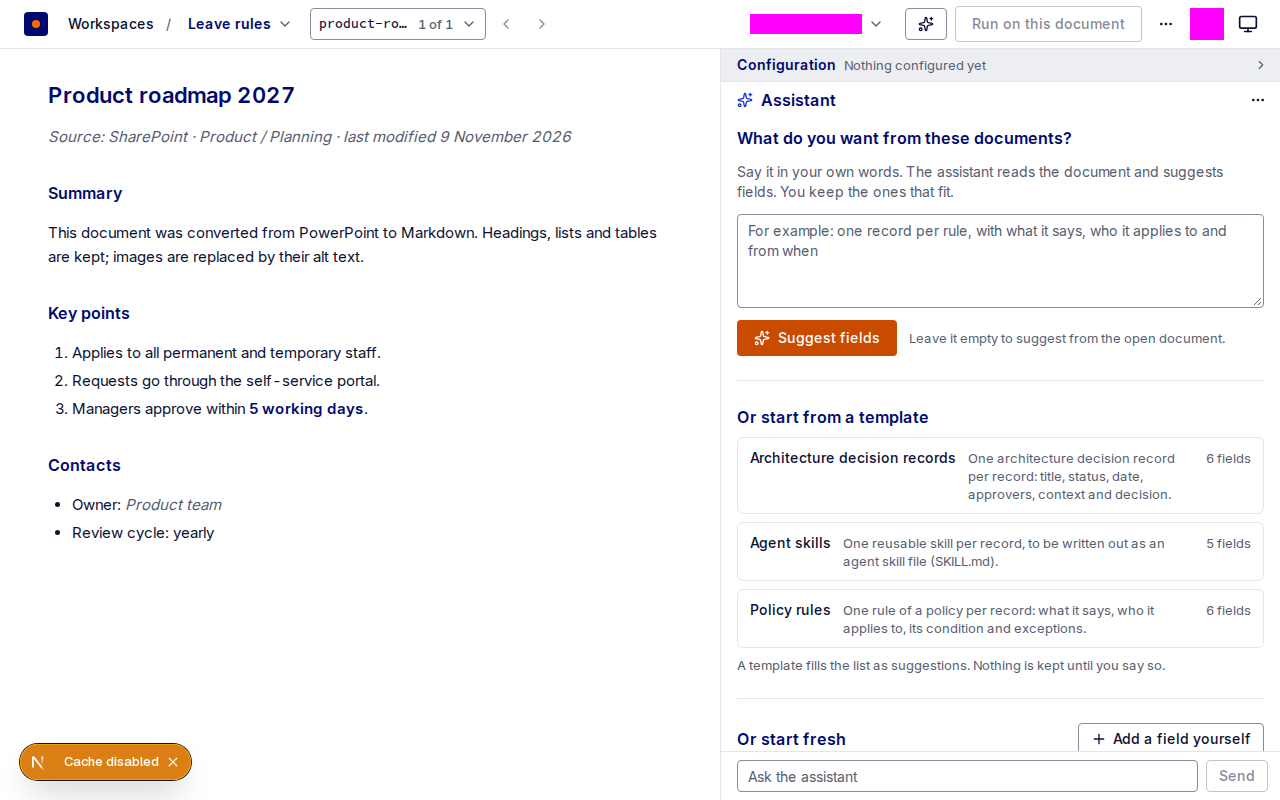 Workspaces / Leave rules product-ro… 1 of 1 Run on this document
Product roadmap 2027
Source: SharePoint · Product / Planning · last modified 9 November 2026
Summary
This document was converted from PowerPoint to Markdown. Headings, lists and tables
are kept; images are replaced by their alt text.
Key points
1. Applies to all permanent and temporary staff.
2. Requests go through the self-service portal.
3. Managers approve within 5 working days.
Contacts
• Owner: Product team
• Review cycle: yearly
Cache disabled
Configuration Nothing configured yet
Assistant
What do you want from these documents?
Say it in your own words. The assistant reads the document and suggests
fields. You keep the ones that fit.
For example: one record per rule, with what it says, who it applies to and
from when
Suggest fields Leave it empty to suggest from the open document.
Or start from a template
Architecture decision records One architecture decision record 6 fields
per record: title, status, date,
approvers, context and decision.
Agent skills One reusable skill per record, to be written out as an 5 fields
agent skill file (SKILL.md).
Policy rules One rule of a policy per record: what it says, who it 6 fields
applies to, its condition and exceptions.
A template fills the list as suggestions. Nothing is kept until you say so.
Or start fresh Add a field yourself
Ask the assistant Send